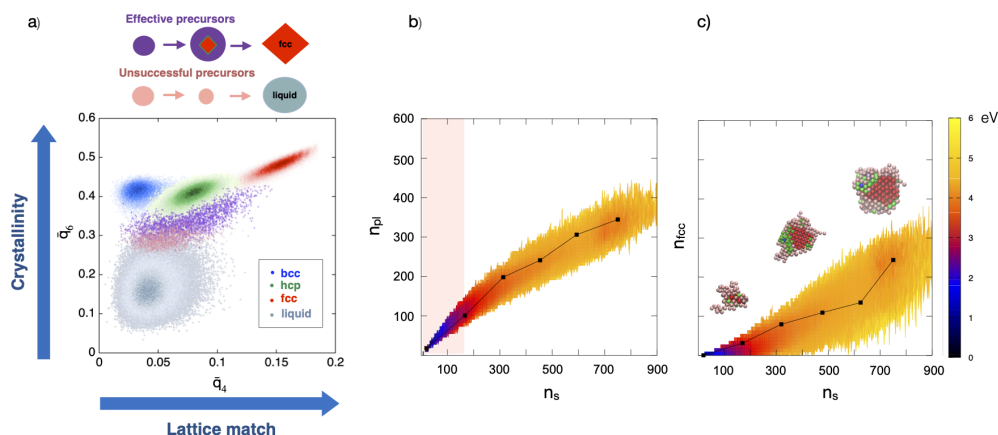 a)
Effective precursors
fcc
Unsuccessful precursors
liquid
Crystallinity
q̄6
0.6
0.5
0.4
0.3
0.2
0.1
0
bcc
hcp
fcc
liquid
0 0.05 0.1 0.15 0.2
q̄4
Lattice match
b)
npl
600
500
400
300
200
100
100 300 500 700 900
ns
c)
nfcc
100 300 500 700 900
ns
6 eV
5
4
3
2
1
0